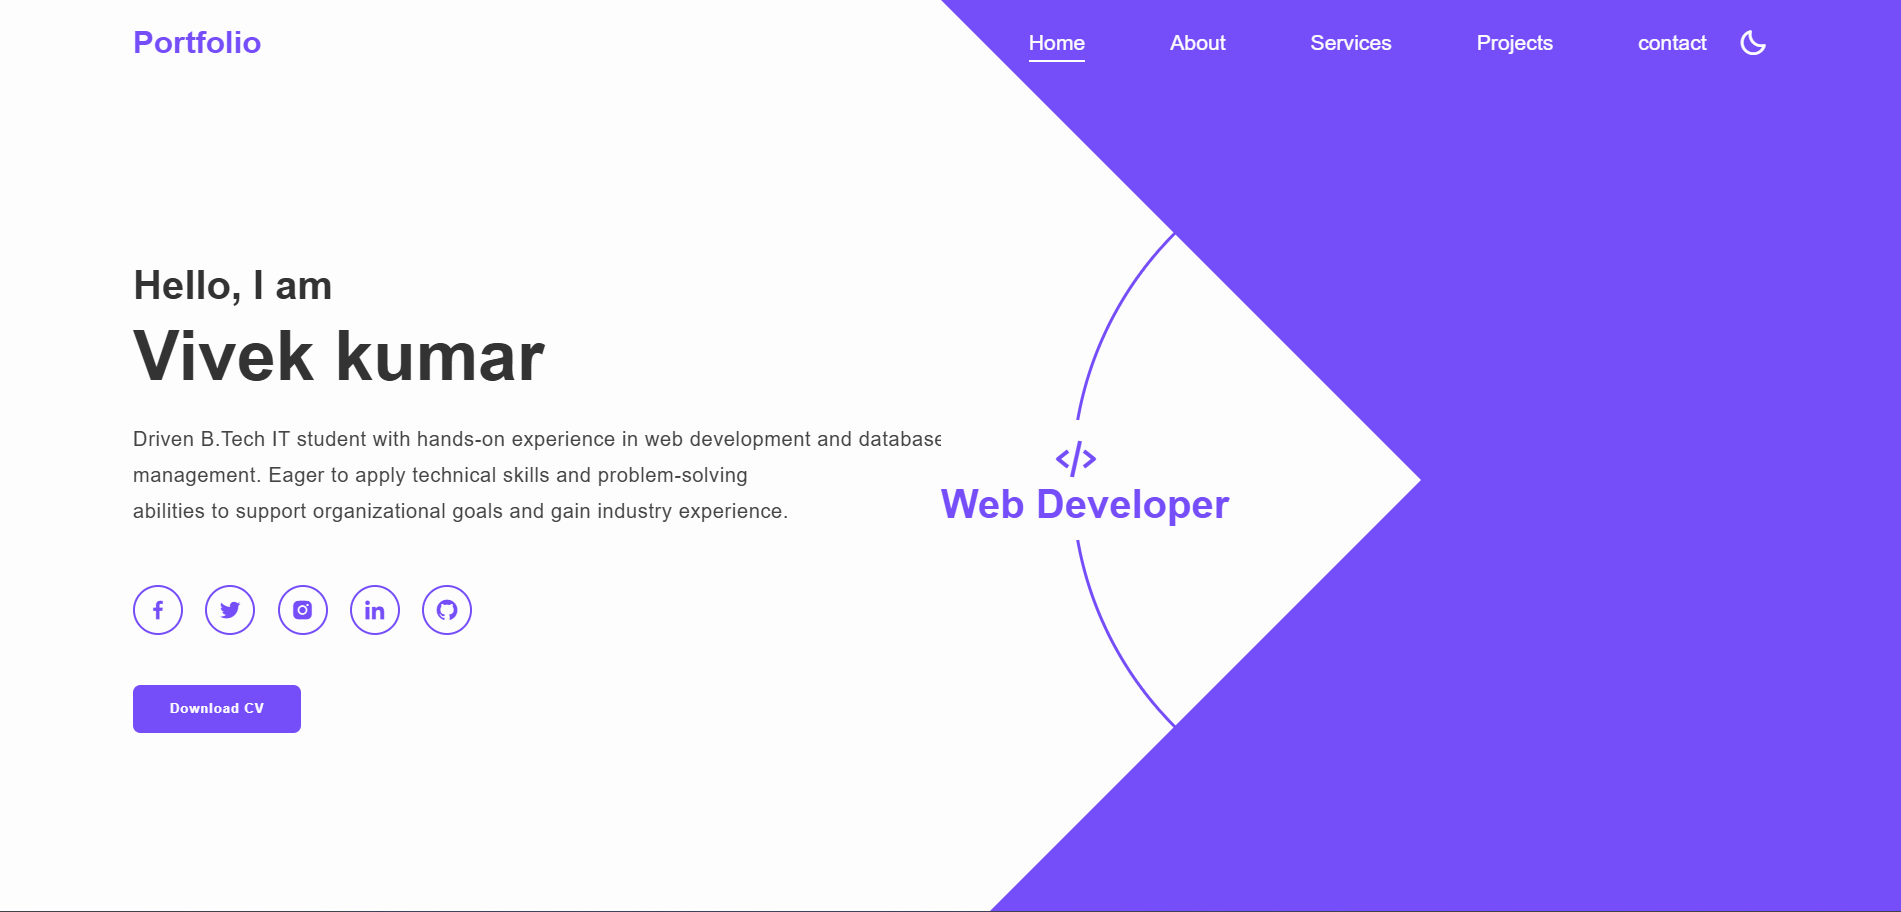 Portfolio
Home
About
Services
Projects
contact
Hello, I am
Vivek kumar
Driven B.Tech IT student with hands-on experience in web development and database
management. Eager to apply technical skills and problem-solving
abilities to support organizational goals and gain industry experience.
</>
Web Developer
Download CV